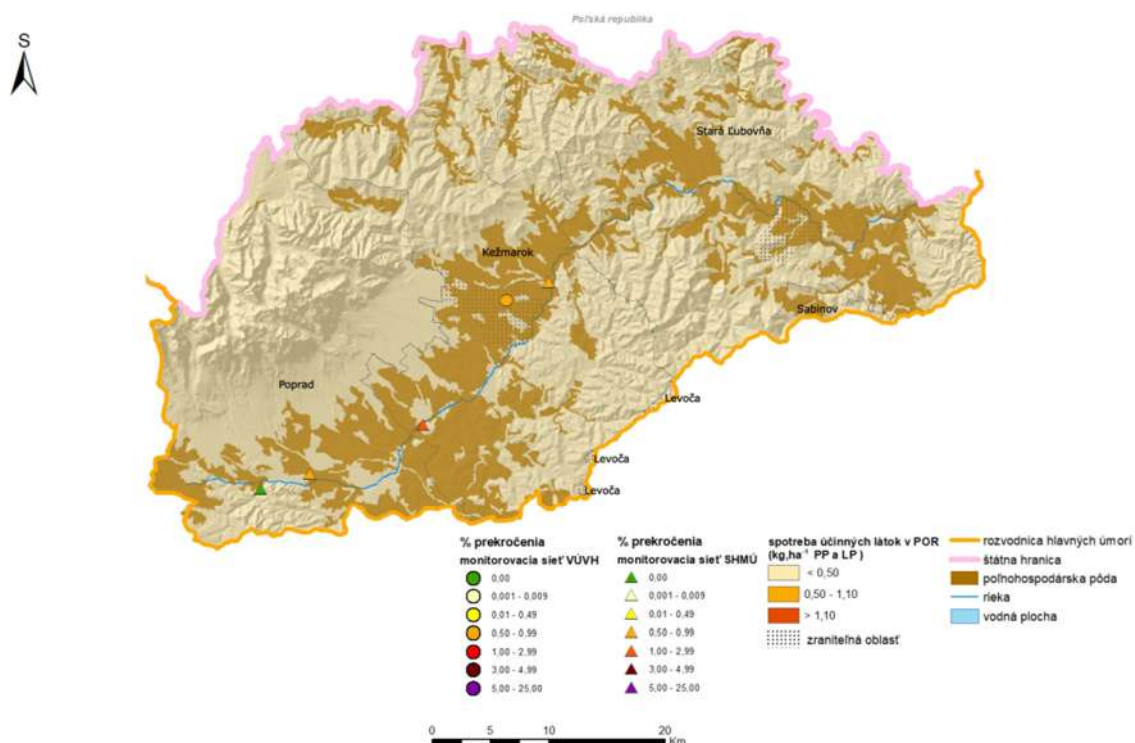 Poľská republika
S
Stará Ľubovňa
Kežmarok
Sabinov
Poprad
Levoča
Levoča
Levoča
% prekročenia
monitorovacia sieť VÚVH
0,00
0,001 - 0,009
0,01 - 0,49
0,50 - 0,99
1,00 - 2,99
3,00 - 4,99
5,00 - 25,00
% prekročenia
monitorovacia sieť SHMÚ
0,00
0,001 - 0,009
0,01 - 0,49
0,50 - 0,99
1,00 - 2,99
3,00 - 4,99
5,00 - 25,00
spotreba účinných látok v POR
(kg,ha⁻¹ PP a LP )
< 0,50
0,50 - 1,10
> 1,10
zraniteľná oblasť
rozvodnica hlavných úmorí
štátna hranica
poľnohospodárska pôda
rieka
vodná plocha
0 5 10 20
Km